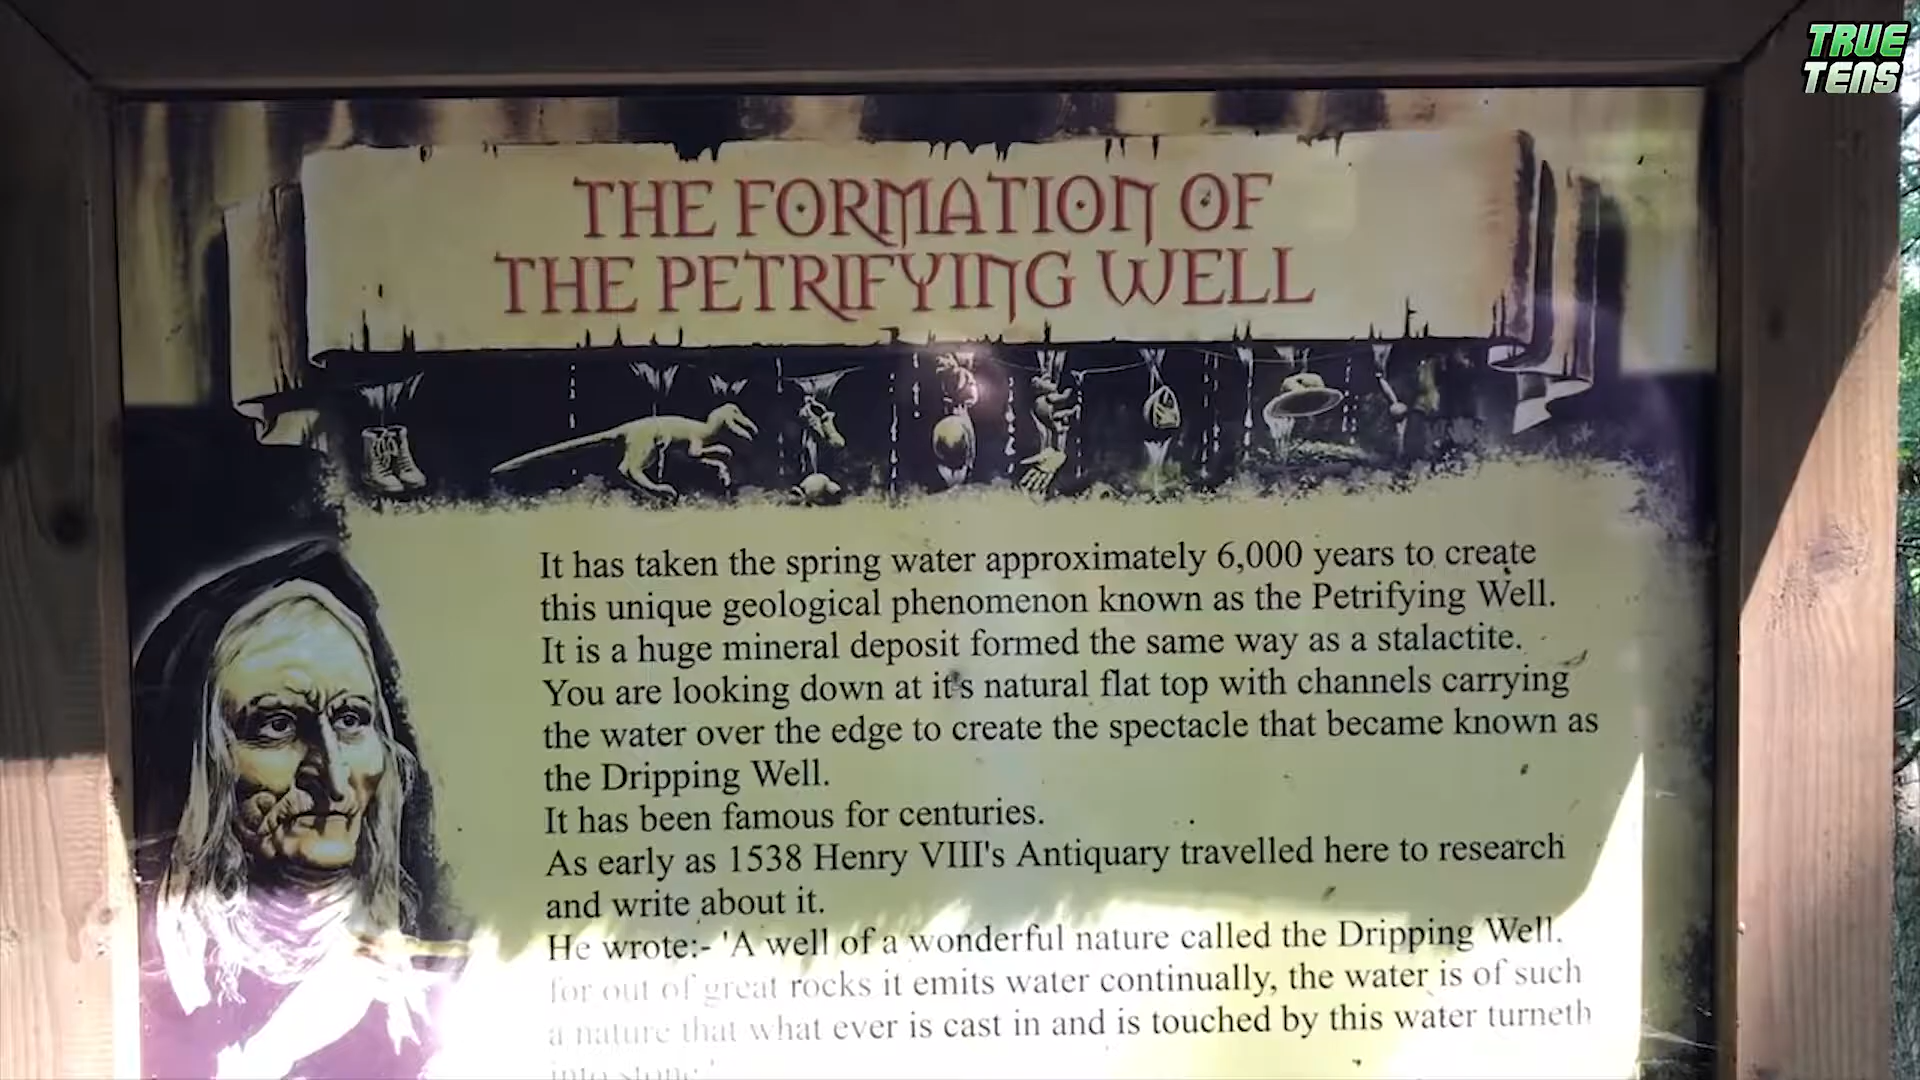 TRUE
TENS
THE FORMATION OF
THE PETRIFYING WELL
It has taken the spring water approximately 6,000 years to create
this unique geological phenomenon known as the Petrifying Well.
It is a huge mineral deposit formed the same way as a stalactite.
You are looking down at it's natural flat top with channels carrying
the water over the edge to create the spectacle that became known as
the Dripping Well.
It has been famous for centuries.
As early as 1538 Henry VIII's Antiquary travelled here to research
and write about it.
He wrote:- 'A well of a wonderful nature called the Dripping Well.
for out of great rocks it emits water continually, the water is of such
a nature that what ever is cast in and is touched by this water turneth
into stone.'